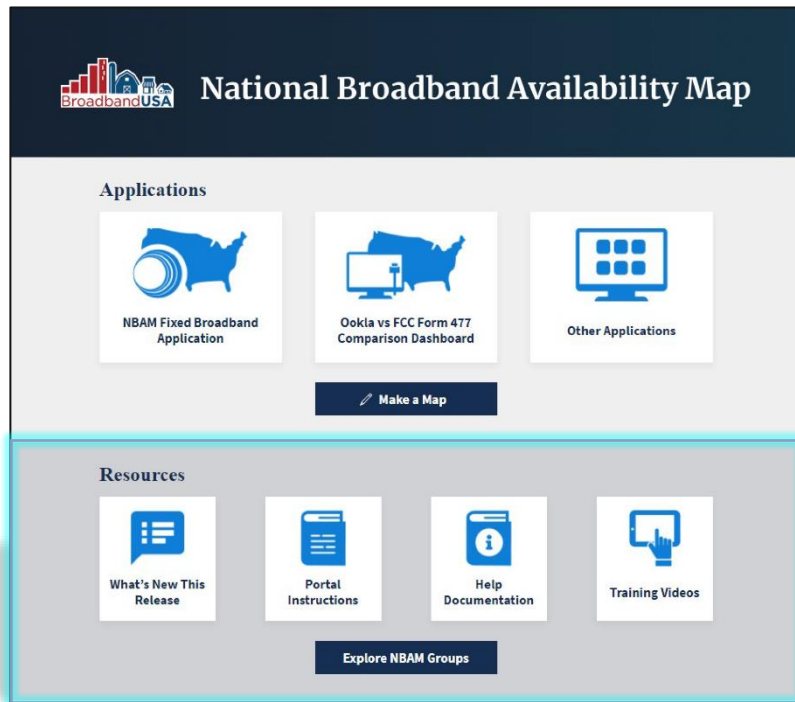 BroadbandUSA
National Broadband Availability Map
Applications
NBAM Fixed Broadband
Application
Ookla vs FCC Form 477
Comparison Dashboard
Other Applications
Make a Map
Resources
What's New This
Release
Portal
Instructions
Help
Documentation
Training Videos
Explore NBAM Groups